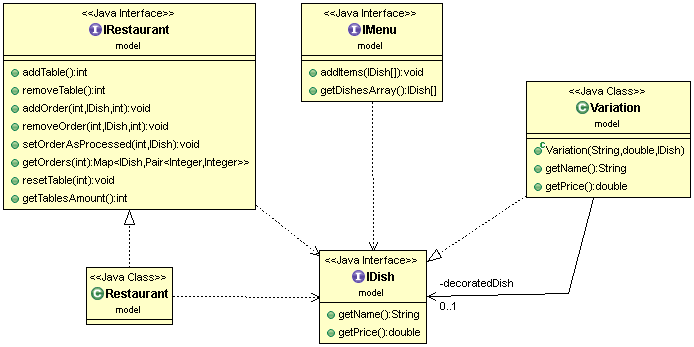 <<Java Interface>>
IRestaurant
model
addTable():int
removeTable():int
addOrder(int,IDish,int):void
removeOrder(int,IDish,int):void
setOrderAsProcessed(int,IDish):void
getOrders(int):Map<IDish,Pair<Integer,Integer>>
resetTable(int):void
getTablesAmount():int
<<Java Interface>>
IMenu
model
addItems(IDish[]):void
getDishesArray():IDish[]
<<Java Class>>
Variation
model
Variation(String,double,IDish)
getName():String
getPrice():double
<<Java Class>>
Restaurant
model
<<Java Interface>>
IDish
model
getName():String
getPrice():double
-decoratedDish
0..1